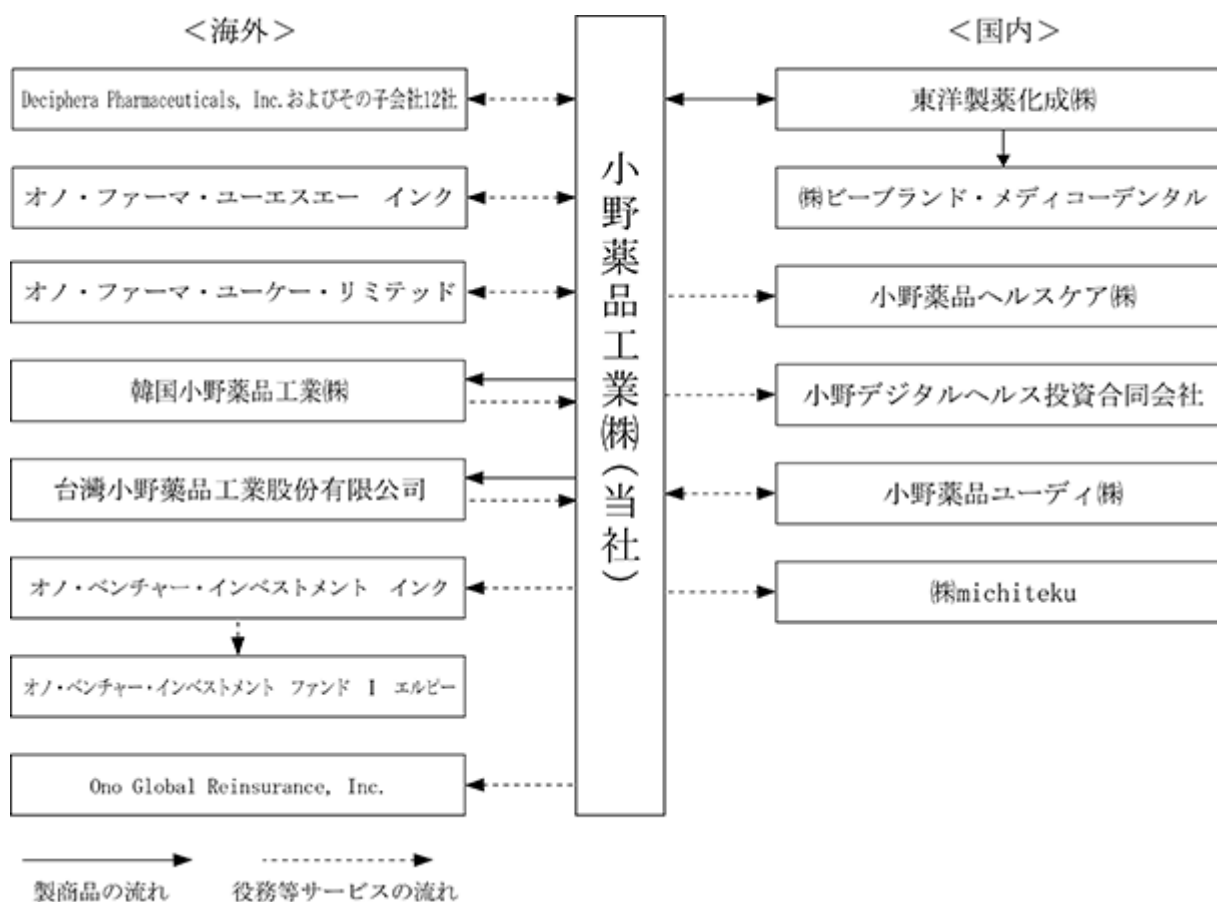 ＜海外＞
Deciphera Pharmaceuticals, Inc.およびその子会社12社
オノ・ファーマ・ユーエスエー　インク
オノ・ファーマ・ユーケー・リミテッド
韓国小野薬品工業㈱
台灣小野藥品工業股份有限公司
オノ・ベンチャー・インベストメント　インク
オノ・ベンチャー・インベストメント　ファンド　I　エルピー
Ono Global Reinsurance, Inc.
小野薬品工業㈱（当社）
＜国内＞
東洋製薬化成㈱
㈱ビーブランド・メディコーデンタル
小野薬品ヘルスケア㈱
小野デジタルヘルス投資合同会社
小野薬品ユーディ㈱
㈱michiteku
製商品の流れ
役務等サービスの流れ